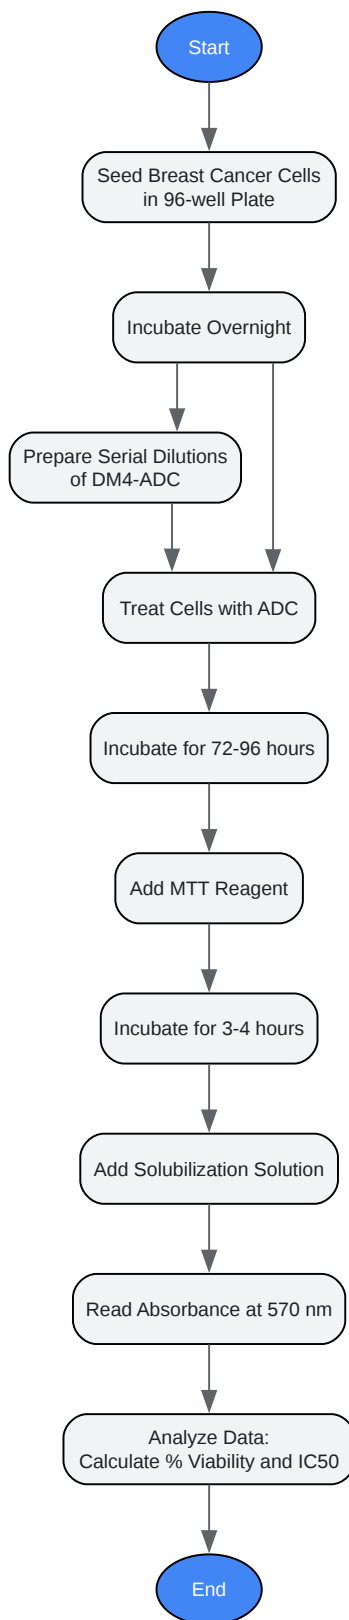 Start
Seed Breast Cancer Cells
in 96-well Plate
Incubate Overnight
Prepare Serial Dilutions
of DM4-ADC
Treat Cells with ADC
Incubate for 72-96 hours
Add MTT Reagent
Incubate for 3-4 hours
Add Solubilization Solution
Read Absorbance at 570 nm
Analyze Data:
Calculate % Viability and IC50
End